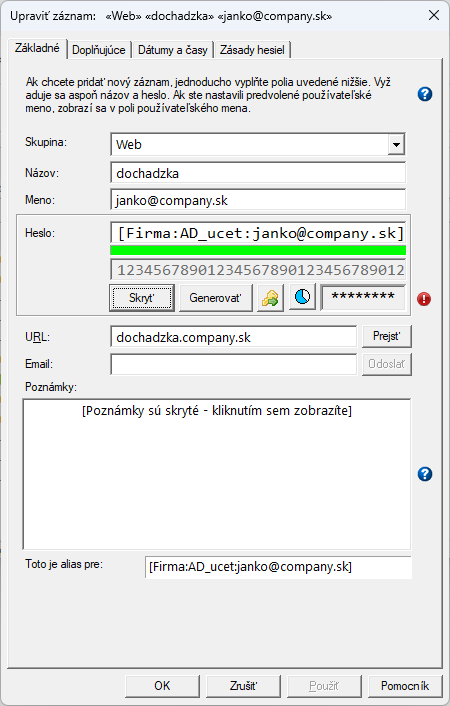 Upraviť záznam: «Web» «dochadzka» «janko@company.sk»
Základné
Doplňujúce
Dátumy a časy
Zásady hesiel
Ak chcete pridať nový záznam, jednoducho vyplňte polia uvedené nižšie. Vyž
aduje sa aspoň názov a heslo. Ak ste nastavili predvolené používateľské
meno, zobrazí sa v poli používateľského mena.
Skupina:
Web
Názov:
dochadzka
Meno:
janko@company.sk
Heslo:
[Firma:AD_ucet:janko@company.sk]
12345678901234567890123456789012
Skryť
Generovať
********
URL:
dochadzka.company.sk
Prejsť
Email:
Odoslať
Poznámky:
[Poznámky sú skryté - kliknutím sem zobrazíte]
Toto je alias pre:
[Firma:AD_ucet:janko@company.sk]
OK
Zrušiť
Použiť
Pomocník